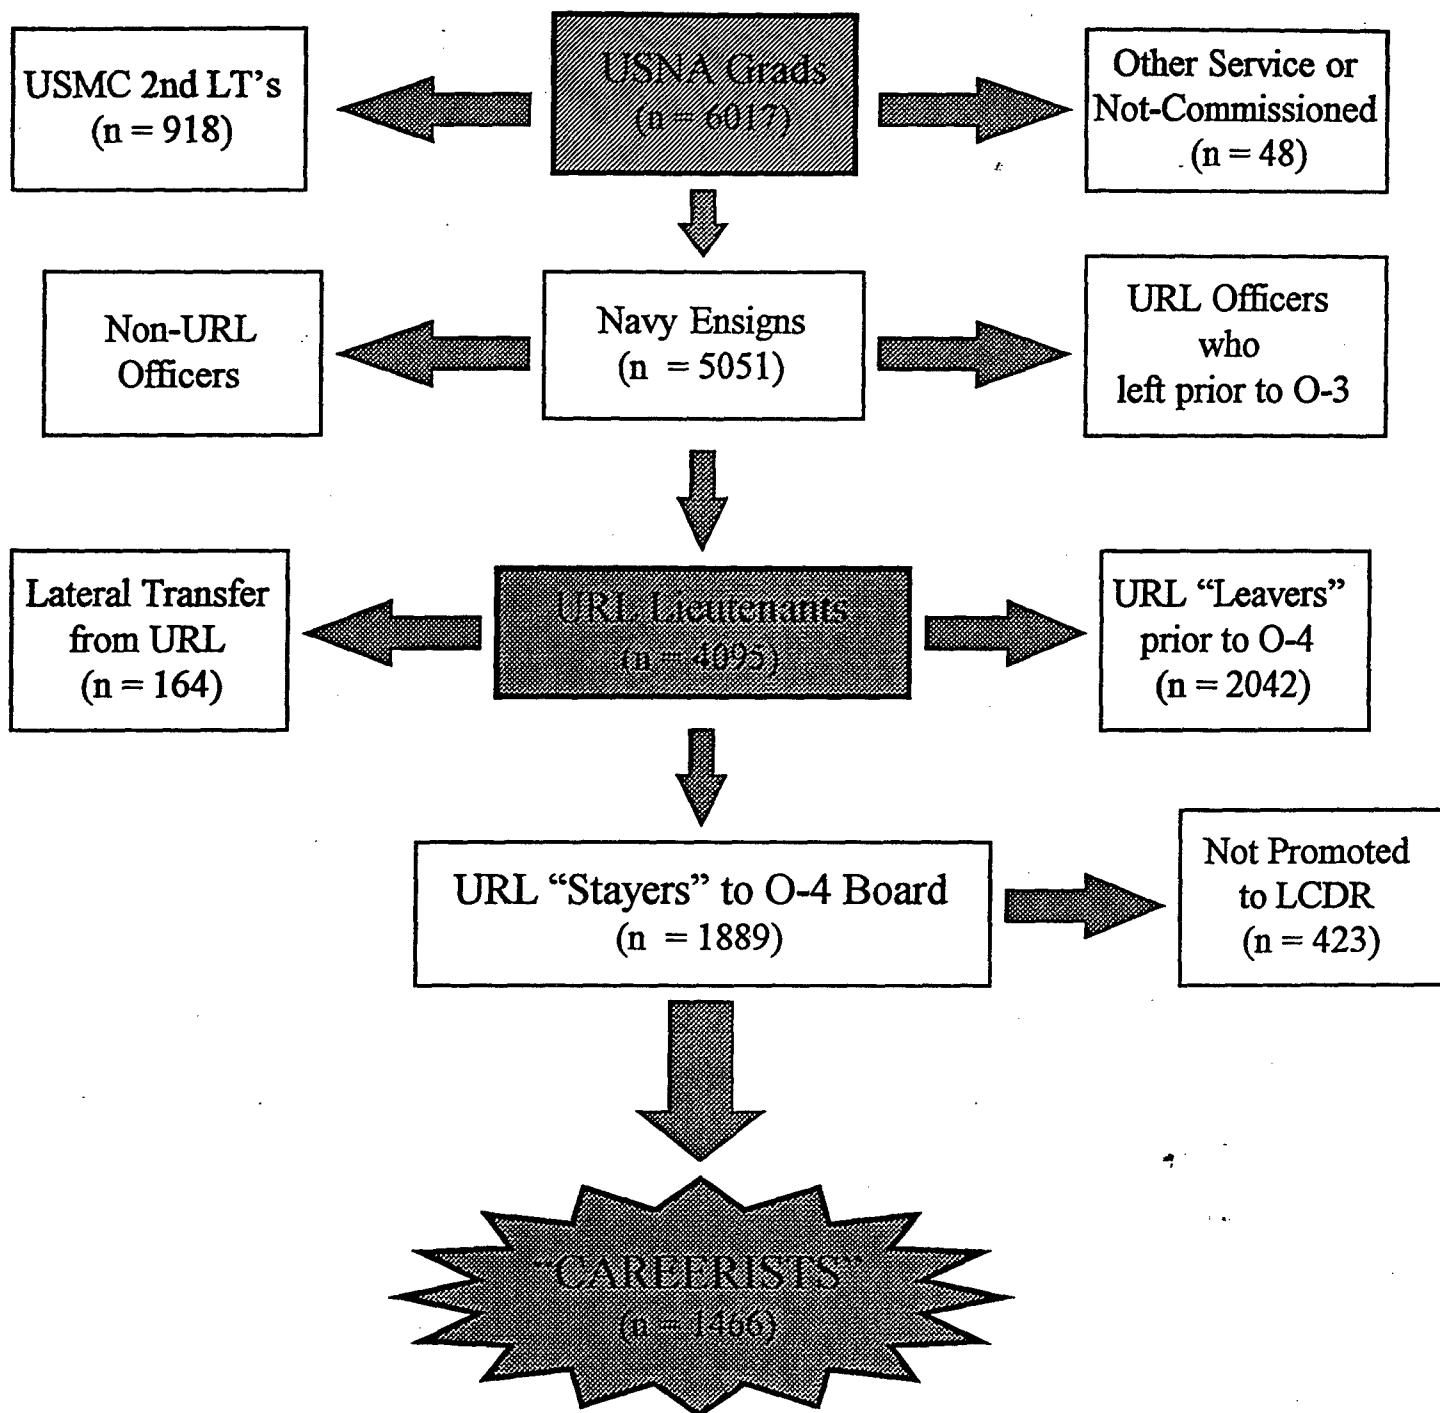 USMC 2nd LT's
(n = 918)
USNA Grads
(n = 6017)
Other Service or
Not-Commissioned
(n = 48)
Non-URL
Officers
Navy Ensigns
(n = 5051)
URL Officers
who
left prior to O-3
Lateral Transfer
from URL
(n = 164)
URL Lieutenants
(n = 4095)
URL “Leavers”
prior to O-4
(n = 2042)
URL “Stayers” to O-4 Board
(n = 1889)
Not Promoted
to LCDR
(n = 423)
“CAREERISTS”
(n = 1466)